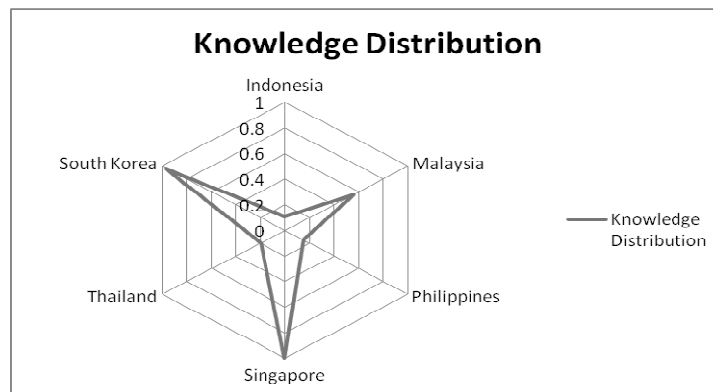 Knowledge Distribution
Indonesia
1
0.8
0.6
0.4
0.2
0
South Korea
Malaysia
Thailand
Philippines
Singapore
Knowledge
Distribution